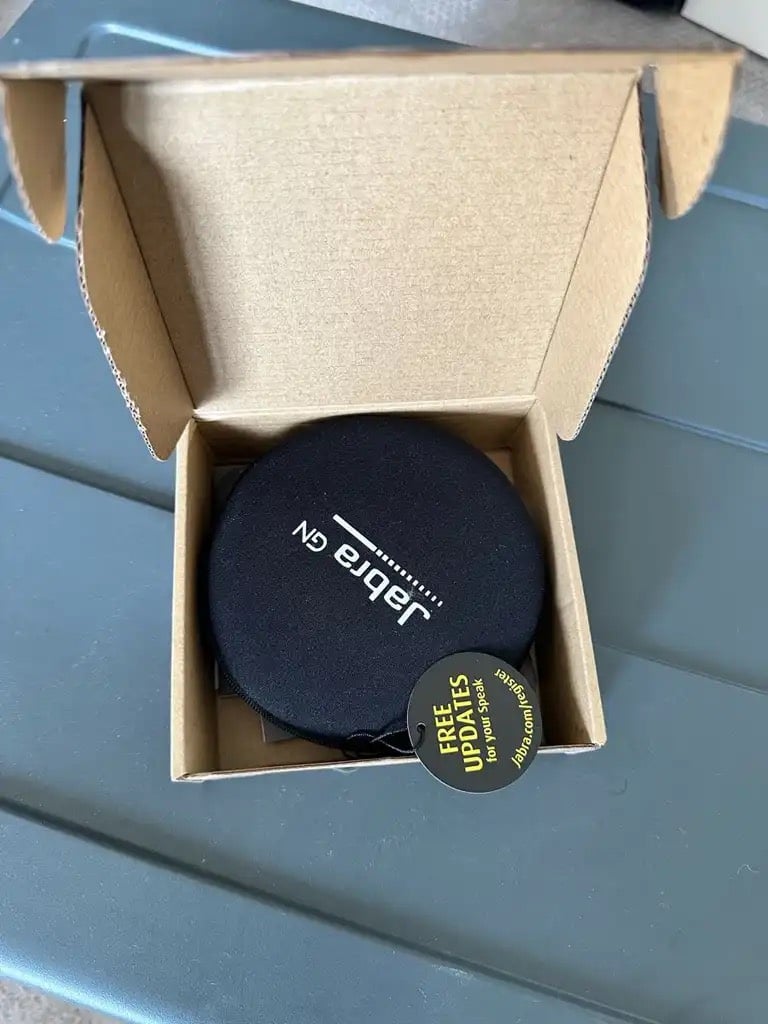 Jabra GN
FREE
UPDATES
for your Speak
Jabra.com/register